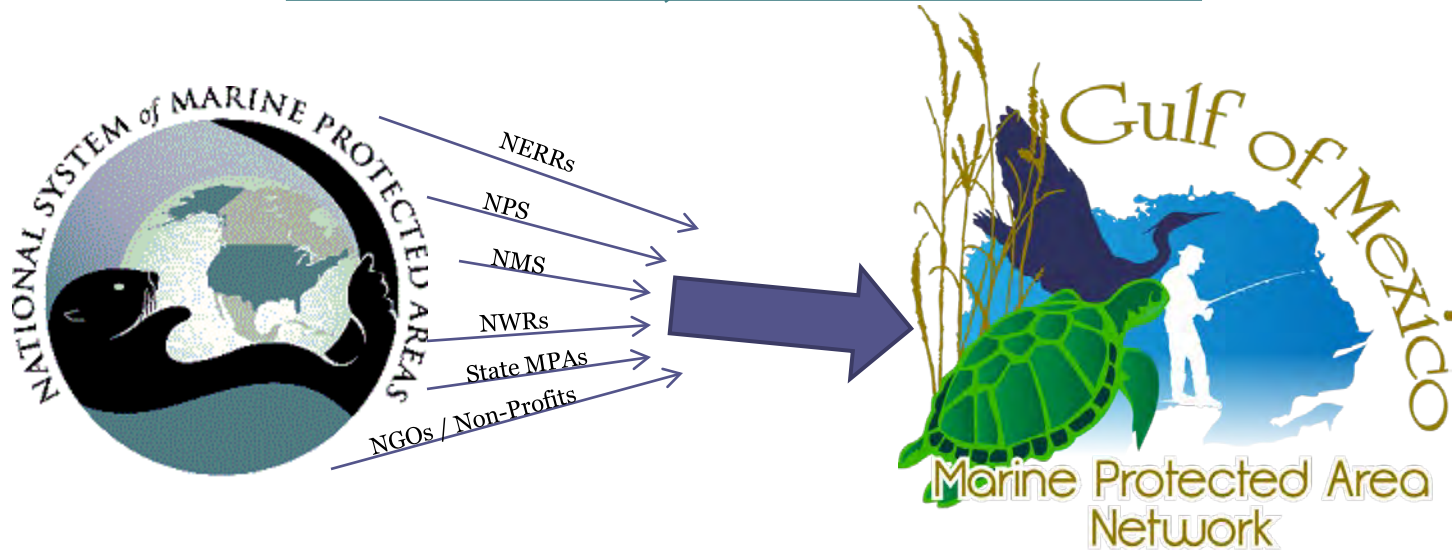 NATIONAL SYSTEM of MARINE PROTECTED AREAS
NERRs
NPS
NMS
NWRs
State MPAs
NGOs / Non-Profits
Gulf of Mexico
Marine Protected Area
Network